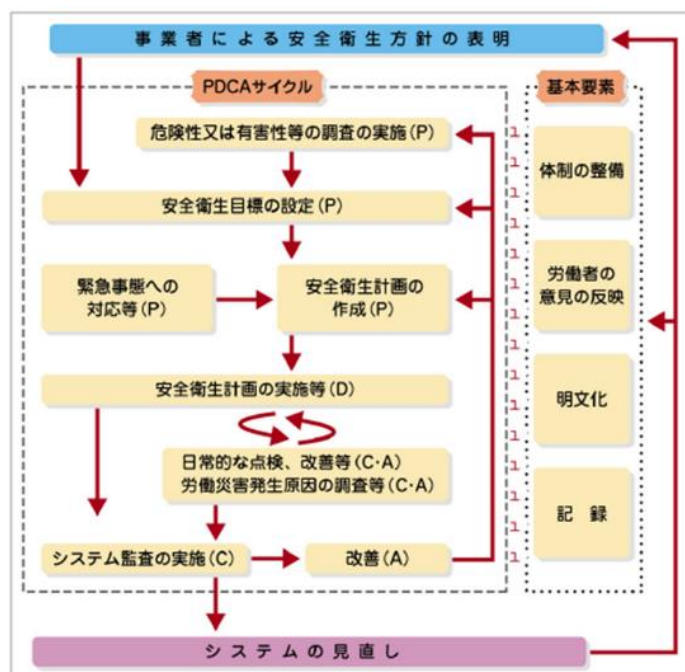 事業者による安全衛生方針の表明
PDCAサイクル
危険性又は有害性等の調査の実施(P)
安全衛生目標の設定(P)
緊急事態への
対応等(P)
安全衛生計画の
作成(P)
安全衛生計画の実施等(D)
日常的な点検、改善等(C・A)
労働災害発生原因の調査等(C・A)
システム監査の実施(C)
改善(A)
基本要素
体制の整備
労働者の
意見の反映
明文化
記録
システムの見直し